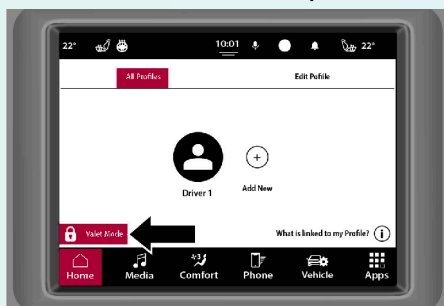 22° 10:01 22°
All Profiles Edit Pofiile
Driver 1 Add New
Valet Mode What is linked to my Profile? i
Home Media Comfort Phone Vehicle Apps